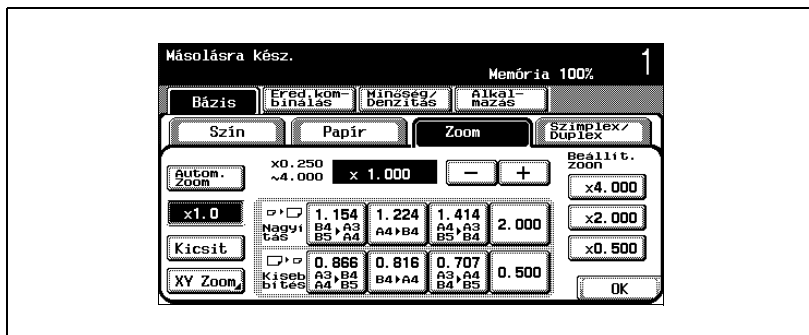 Másolásra kész.
Memória 100% 1
Bázis Ered.kom-
binálás Minőség/
Denzitás Alkal-
mazás
Szín Papír Zoom Szimplex/
Duplex
Autom.
Zoom
x0.250
~4.000
x 1.000 − +
Beállít.
zoom
x4.000
x1.0
Nagyí
tás
1.154
B4▸A3
B5▸A4
1.224
A4▸B4
1.414
A4▸A3
B5▸B4
2.000
x2.000
Kicsit
x0.500
XY Zoom
Kiseb
bítés
0.866
A3▸B4
A4▸B5
0.816
B4▸A4
0.707
A3▸A4
B4▸B5
0.500
OK